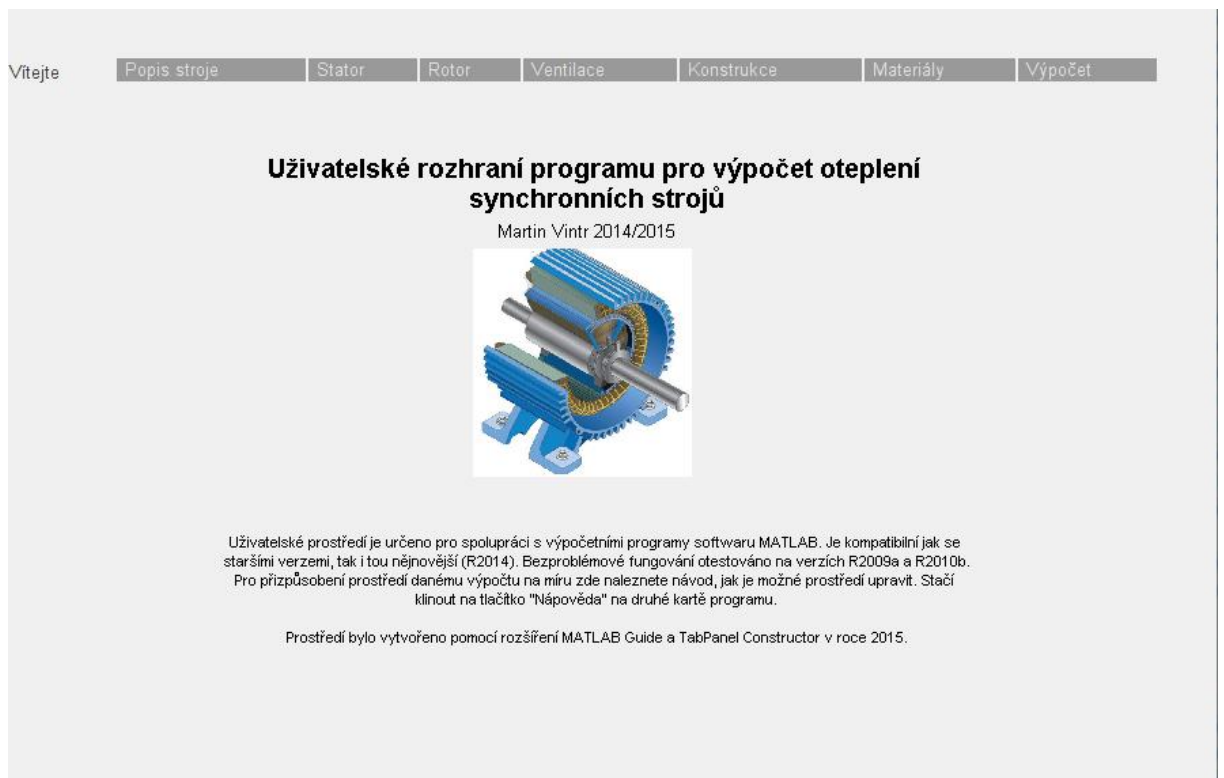 Vítejte
Popis stroje
Stator
Rotor
Ventilace
Konstrukce
Materiály
Výpočet
Uživatelské rozhraní programu pro výpočet oteplení
synchronních strojů
Martin Vintr 2014/2015
Uživatelské prostředí je určeno pro spolupráci s výpočetními programy softwaru MATLAB. Je kompatibilní jak se
staršími verzemi, tak i tou nějnovější (R2014). Bezproblémové fungování otestováno na verzích R2009a a R2010b.
Pro přizpůsobení prostředí danému výpočtu na míru zde naleznete návod, jak je možné prostředí upravit. Stačí
klinout na tlačítko "Nápověda" na druhé kartě programu.
Prostředí bylo vytvořeno pomocí rozšíření MATLAB Guide a TabPanel Constructor v roce 2015.